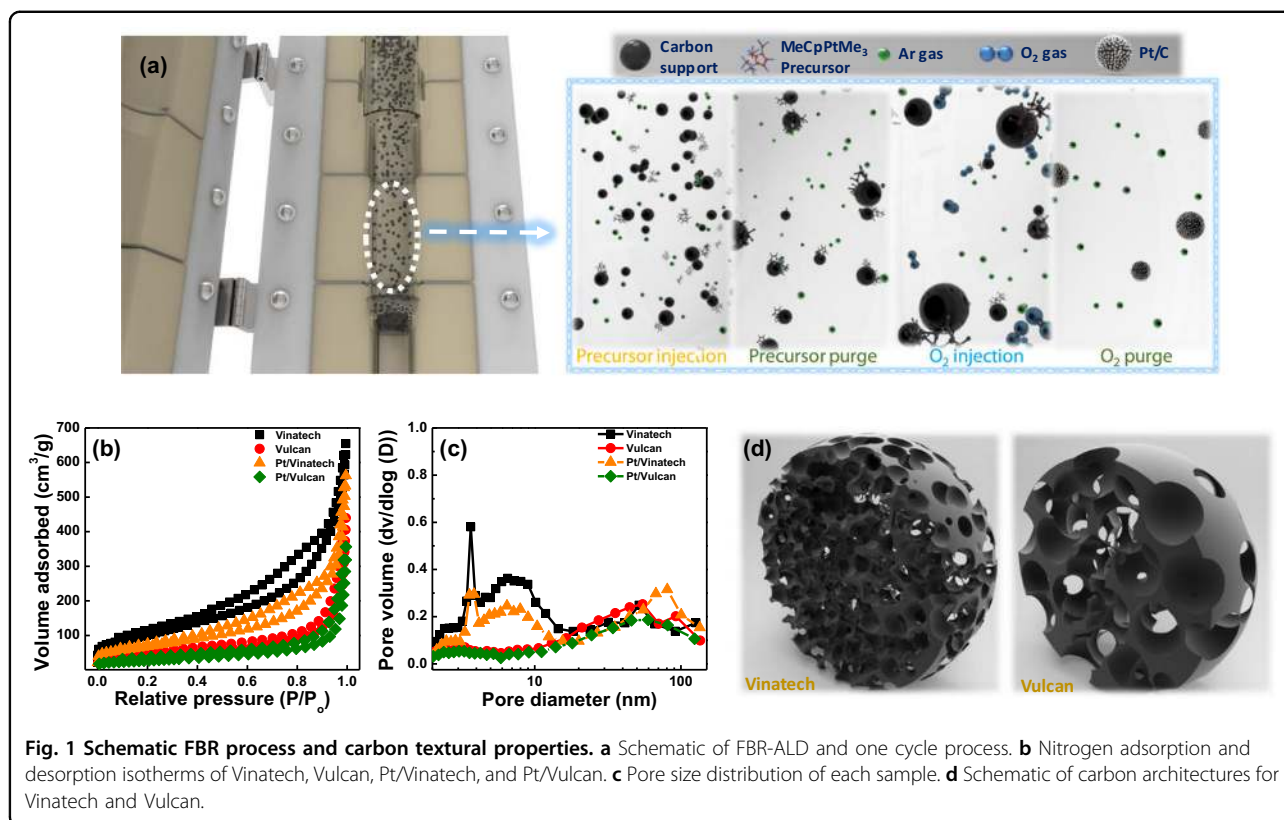 (a)
Carbon support
MeCpPtMe₃ Precursor
Ar gas
O₂ gas
Pt/C
Precursor injection
Precursor purge
O₂ injection
O₂ purge
(b)
Vinatech
Vulcan
Pt/Vinatech
Pt/Vulcan
Volume adsorbed (cm³/g)
700
600
500
400
300
200
100
0.0 0.2 0.4 0.6 0.8 1.0
Relative pressure (P/Pₒ)
(c)
Vinatech
Vulcan
Pt/Vinatech
Pt/Vulcan
Pore volume (dv/dlog (D))
1.0
0.8
0.6
0.4
0.2
0.0
10 100
Pore diameter (nm)
(d)
Vinatech
Vulcan
Fig. 1 Schematic FBR process and carbon textural properties. a Schematic of FBR-ALD and one cycle process. b Nitrogen adsorption and
desorption isotherms of Vinatech, Vulcan, Pt/Vinatech, and Pt/Vulcan. c Pore size distribution of each sample. d Schematic of carbon architectures for
Vinatech and Vulcan.